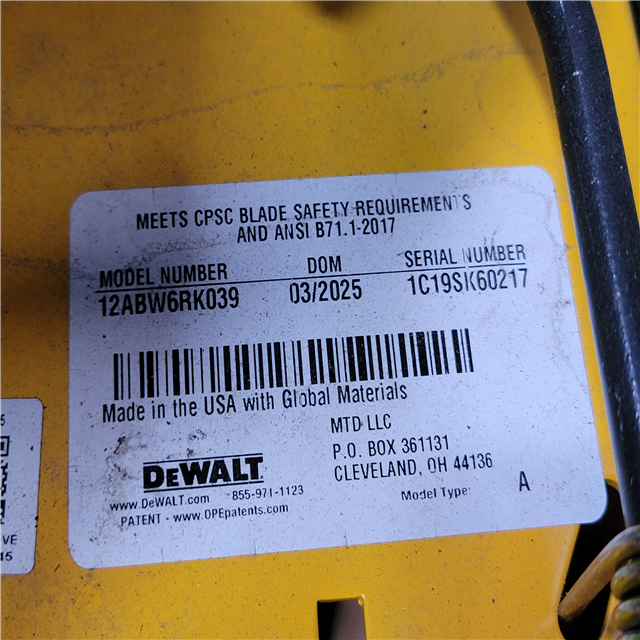 MEETS CPSC BLADE SAFETY REQUIREMENTS
AND ANSI B71.1-2017
MODEL NUMBER DOM SERIAL NUMBER
12ABW6RK039 03/2025 1C19SK60217
Made in the USA with Global Materials
MTD LLC
P.O. BOX 361131
CLEVELAND, OH 44136
DEWALT
www.DeWALT.com 855-971-1123
Model Type: A
PATENT - www.OPEpatents.com